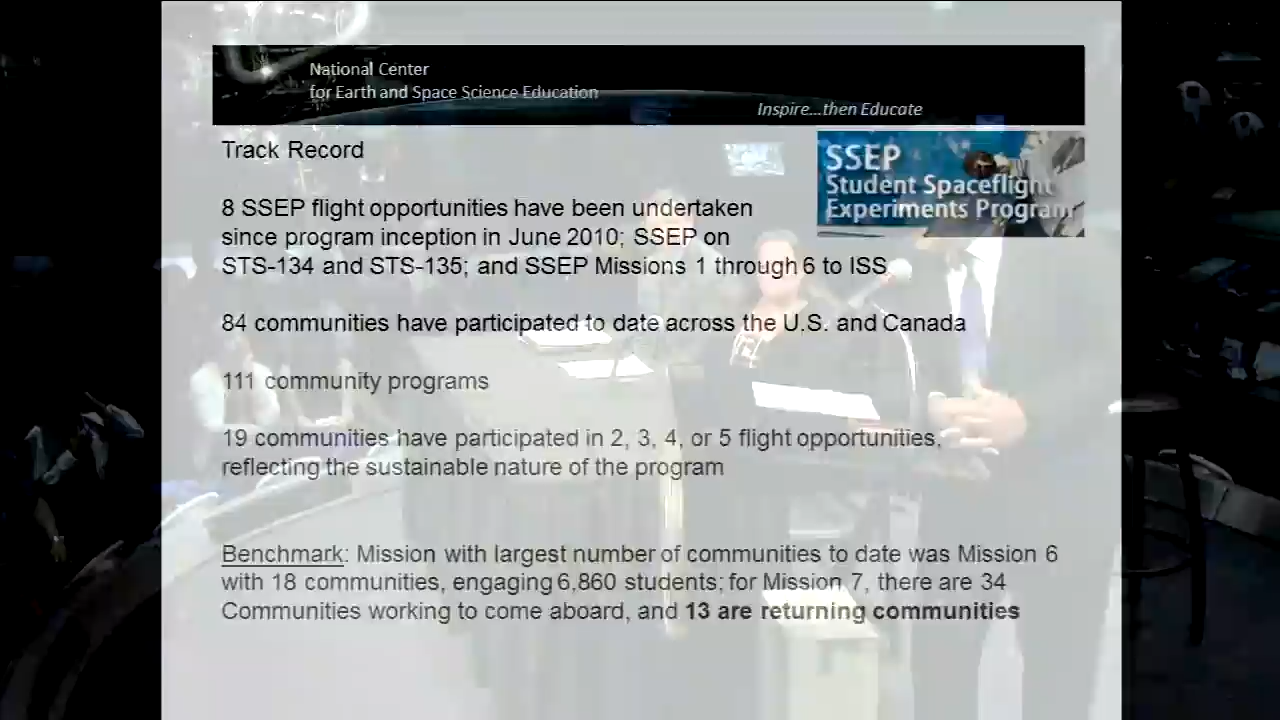 National Center
for Earth and Space Science Education
Inspire...then Educate
Track Record
SSEP
Student Spaceflight
Experiments Program
8 SSEP flight opportunities have been undertaken
since program inception in June 2010; SSEP on
STS-134 and STS-135; and SSEP Missions 1 through 6 to ISS
84 communities have participated to date across the U.S. and Canada
111 community programs
19 communities have participated in 2, 3, 4, or 5 flight opportunities,
reflecting the sustainable nature of the program
Benchmark: Mission with largest number of communities to date was Mission 6
with 18 communities, engaging 6,860 students; for Mission 7, there are 34
Communities working to come aboard, and 13 are returning communities